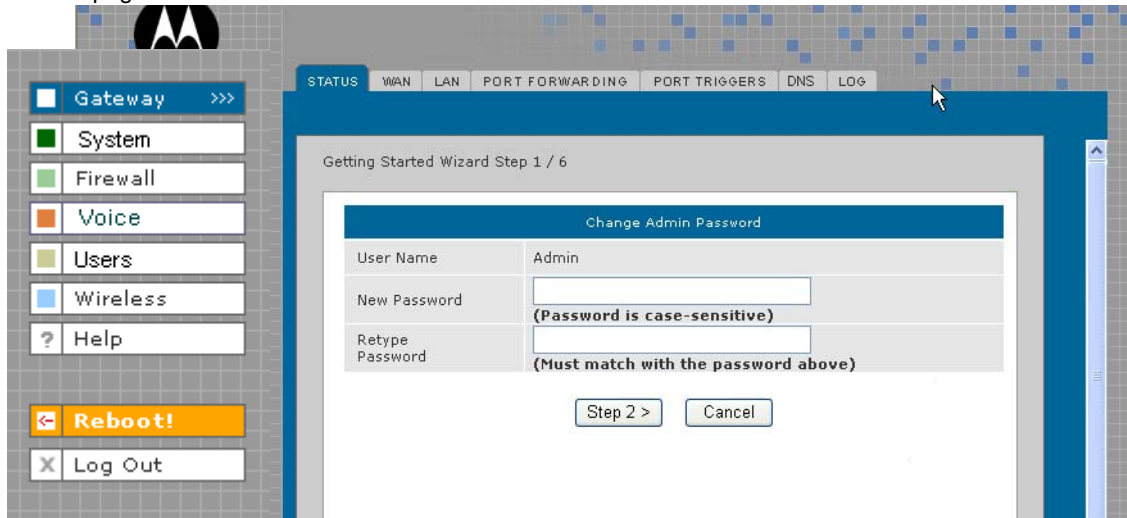 STATUS WAN LAN PORT FORWARDING PORT TRIGGERS DNS LOG
Gateway >>>
System
Firewall
Voice
Users
Wireless
? Help
Reboot!
X Log Out
Getting Started Wizard Step 1 / 6
Change Admin Password
User Name Admin
New Password
(Password is case-sensitive)
Retype
Password
(Must match with the password above)
Step 2 > Cancel